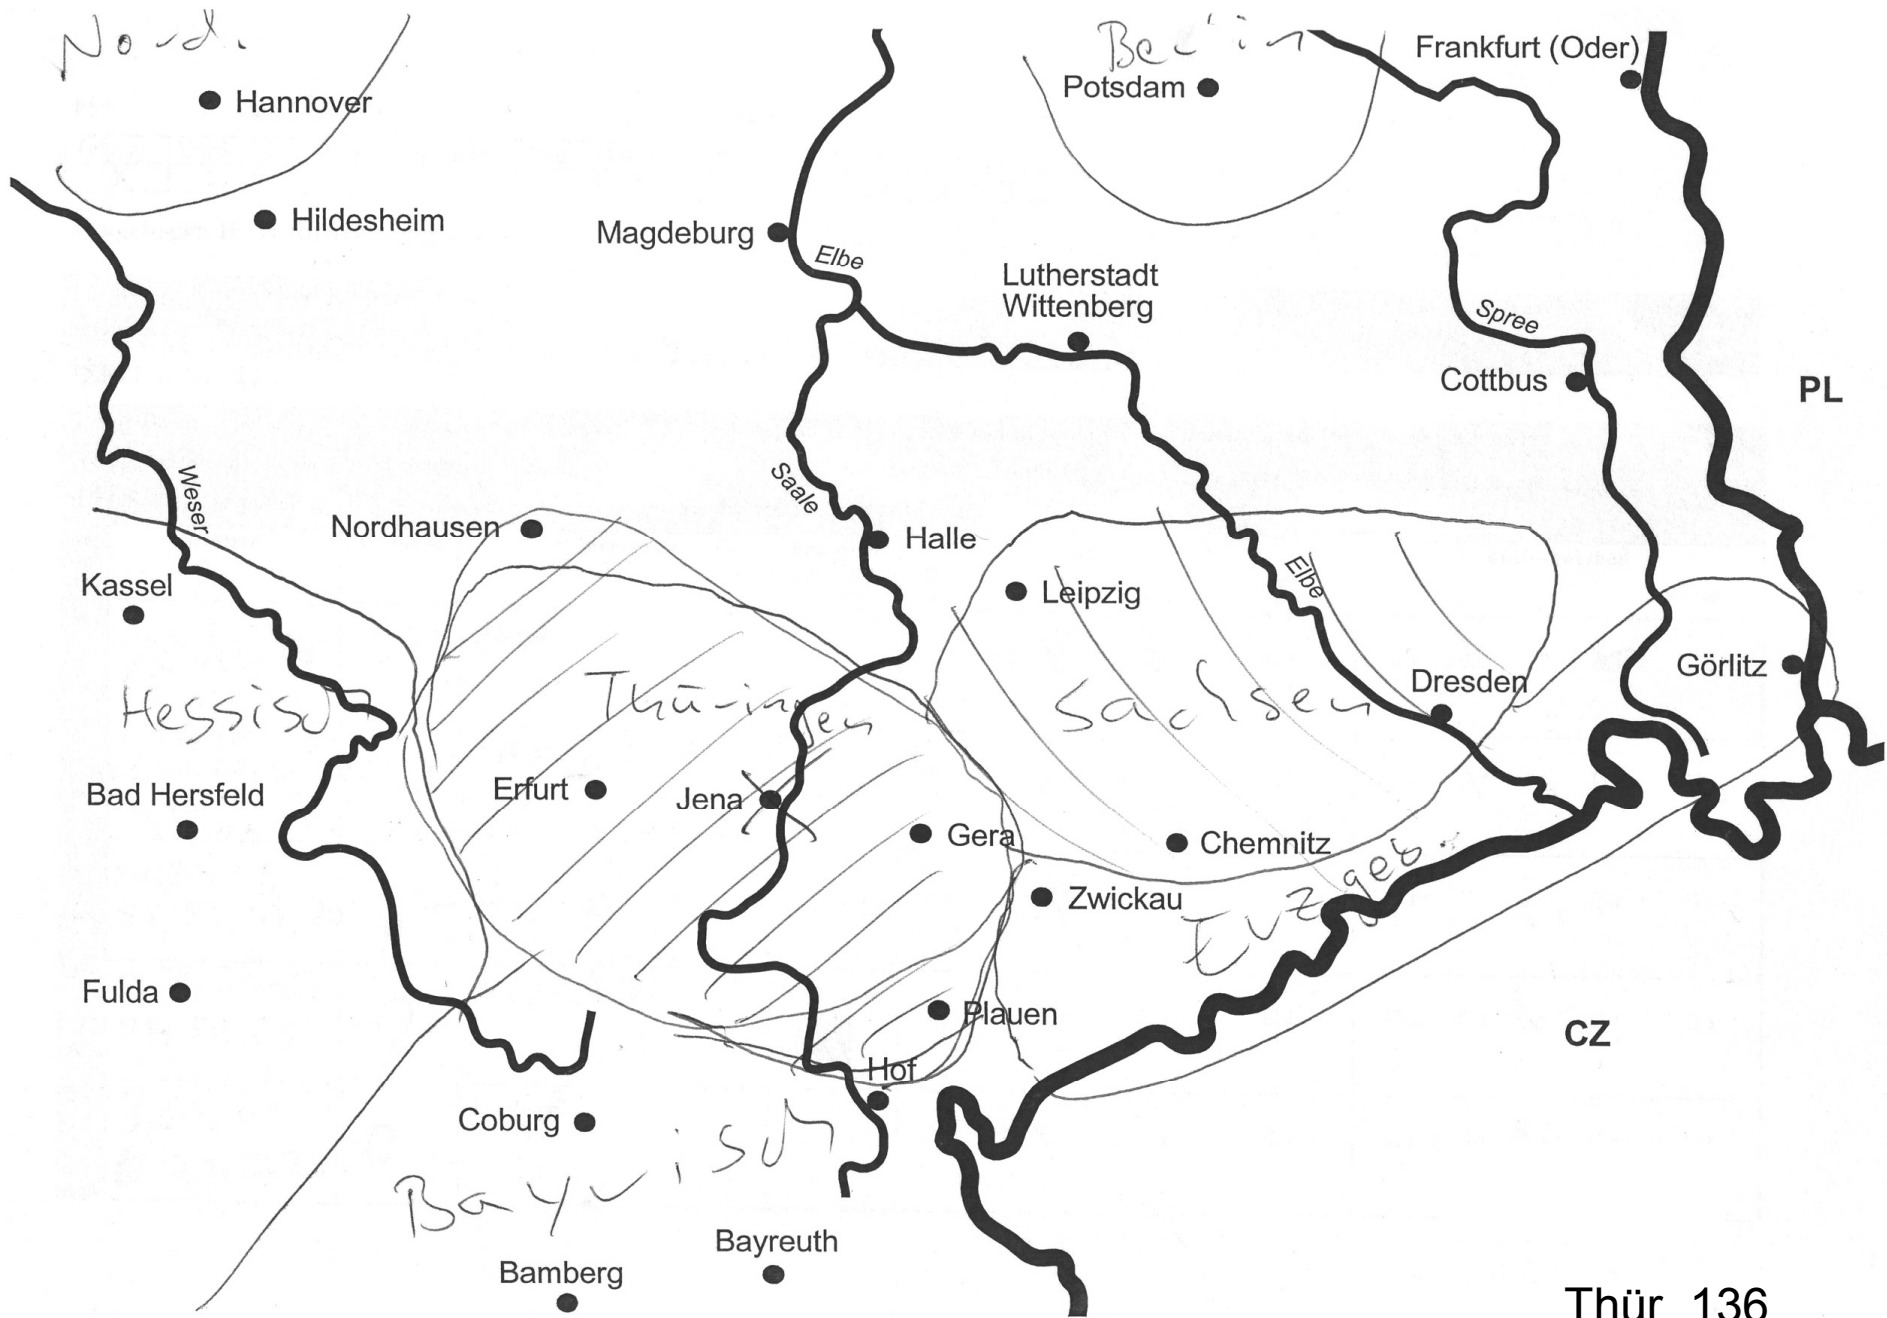 Nord.
Berlin
Frankfurt (Oder)
Potsdam
Hannover
Hildesheim
Magdeburg
Elbe
Lutherstadt
Wittenberg
Spree
Cottbus
PL
Weser
Saale
Nordhausen
Halle
Kassel
Leipzig
Elbe
Görlitz
Hessisch
Thüringen
Sachsen
Dresden
Bad Hersfeld
Erfurt
Jena
Gera
Chemnitz
Zwickau
Erzgeb.
Fulda
Plauen
CZ
Hof
Coburg
Bayrisch
Bayreuth
Bamberg
Thür_136